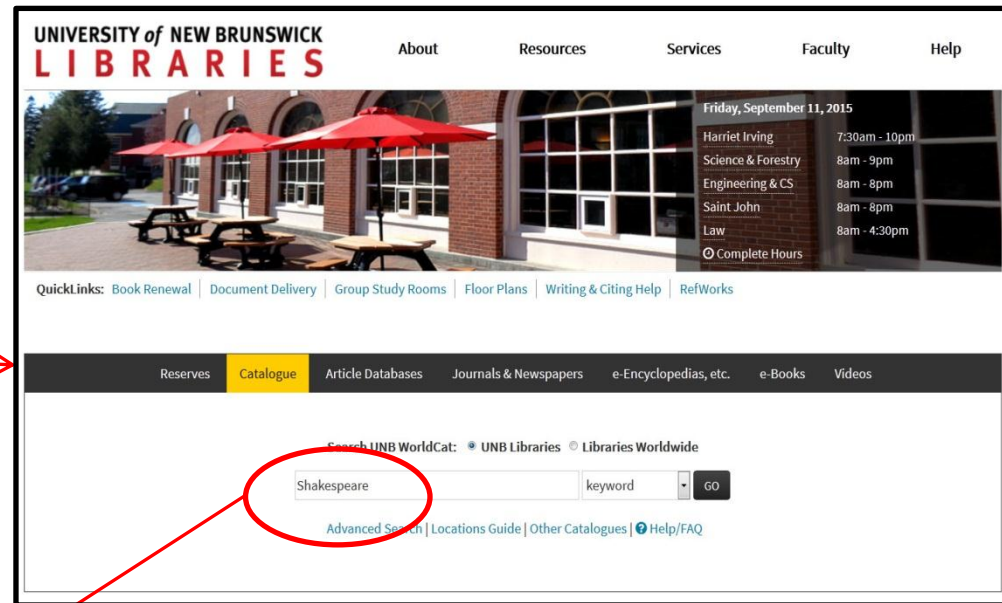 UNIVERSITY of NEW BRUNSWICK
LIBRARIES
About Resources Services Faculty Help
Friday, September 11, 2015
Harriet Irving 7:30am - 10pm
Science & Forestry 8am - 9pm
Engineering & CS 8am - 8pm
Saint John 8am - 8pm
Law 8am - 4:30pm
Complete Hours
QuickLinks: Book Renewal | Document Delivery | Group Study Rooms | Floor Plans | Writing & Citing Help | RefWorks
Reserves Catalogue Article Databases Journals & Newspapers e-Encyclopedias, etc. e-Books Videos
Search UNB WorldCat: UNB Libraries Libraries Worldwide
Shakespeare keyword GO
Advanced Search | Locations Guide | Other Catalogues | ? Help/FAQ